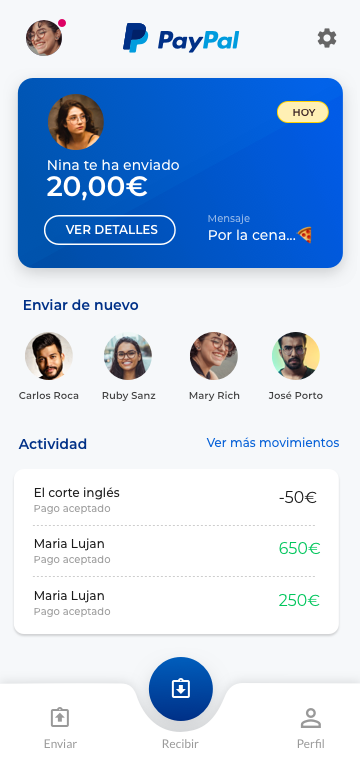 PayPal
HOY
Nina te ha enviado
20,00€
VER DETALLES
Mensaje
Por la cena...🍕
Enviar de nuevo
Carlos Roca
Ruby Sanz
Mary Rich
José Porto
Actividad
Ver más movimientos
El corte inglés
-50€
Pago aceptado
Maria Lujan
650€
Pago aceptado
Maria Lujan
250€
Pago aceptado
Enviar
Recibir
Perfil